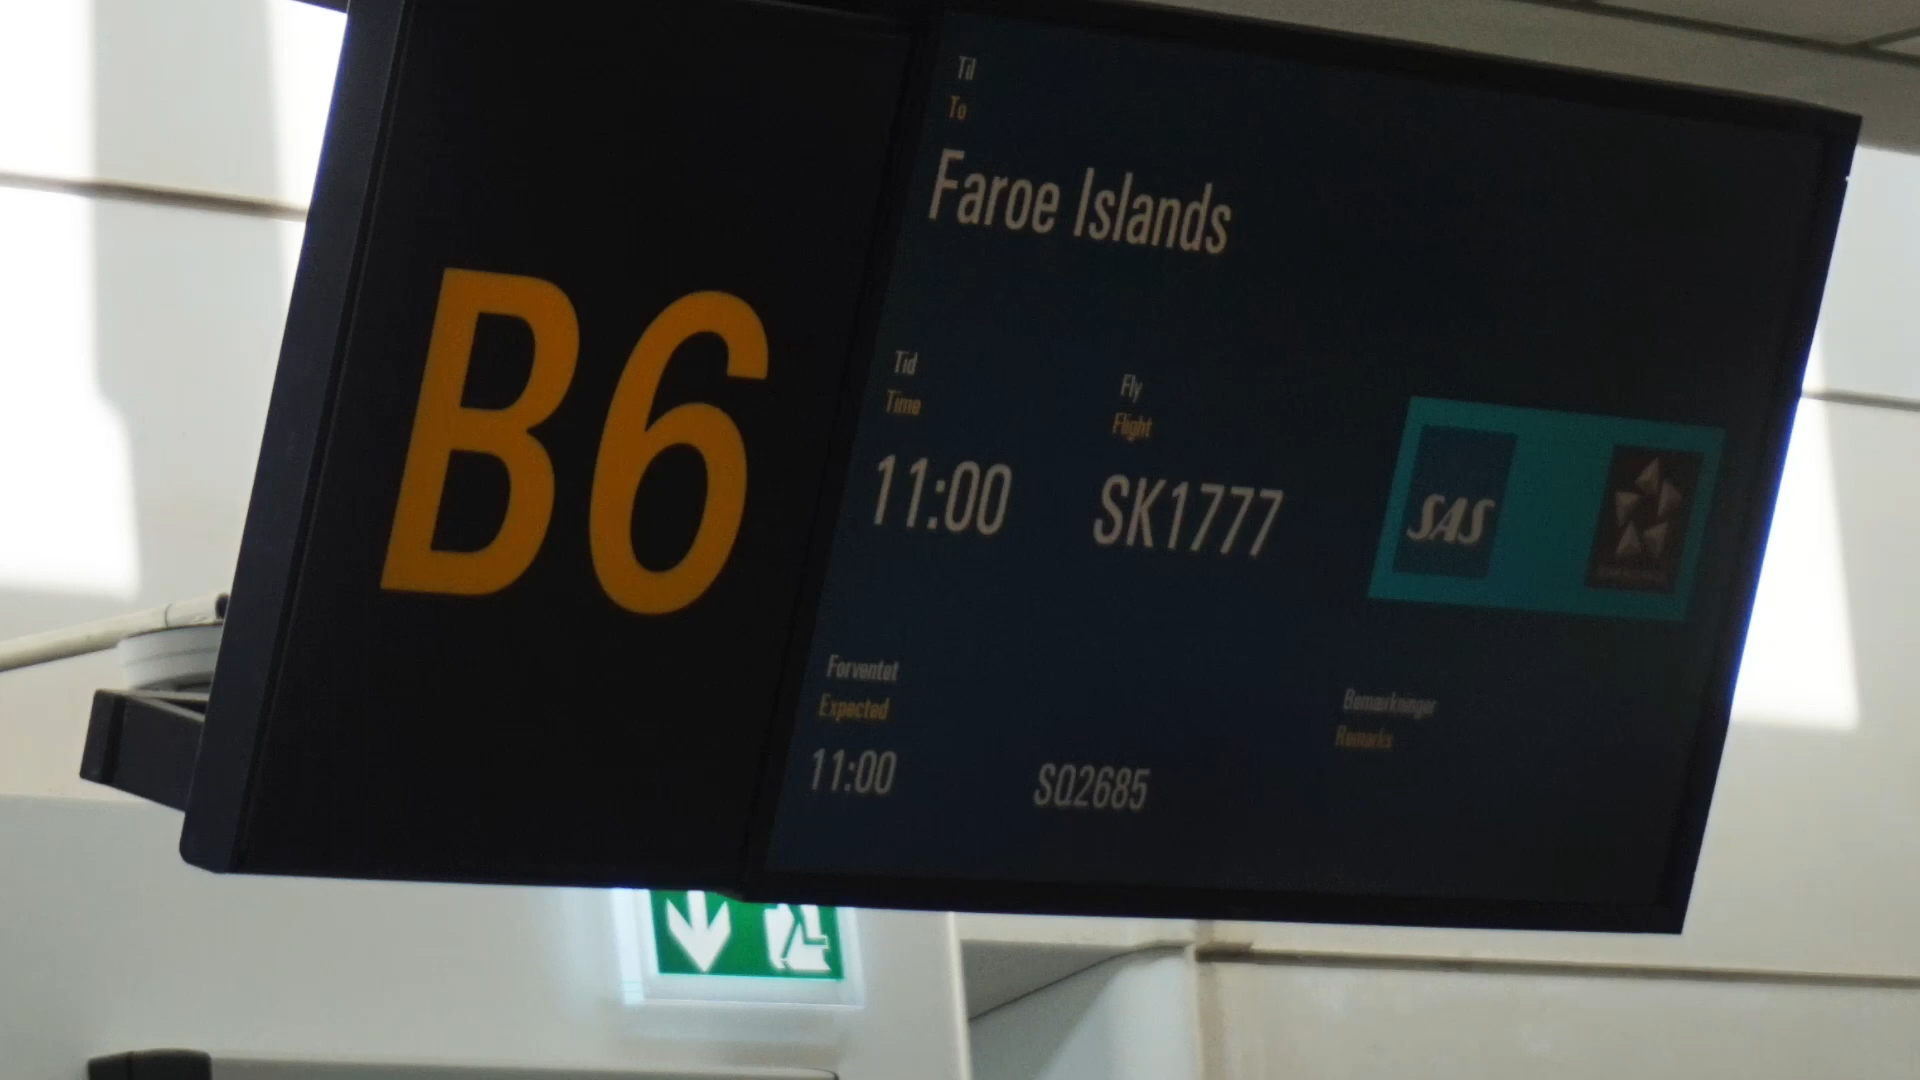 B6
Til
To
Faroe Islands
Tid
Time
Fly
Flight
11:00
SK1777
SAS
Forventet
Expected
11:00
SQ2685
Bemærkninger
Remarks